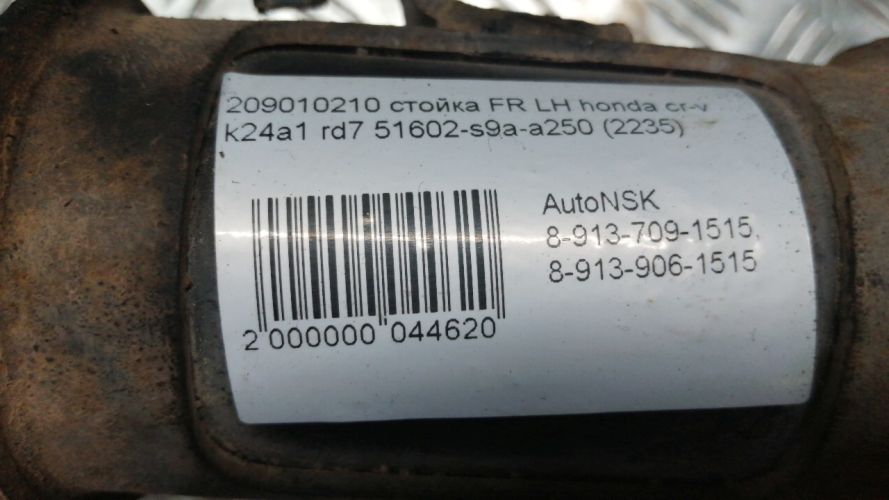 209010210 стойка FR LH honda cr-v
k24a1 rd7 51602-s9a-a250 (2235)
AutoNSK
8-913-709-1515,
8-913-906-1515
2 000000 044620